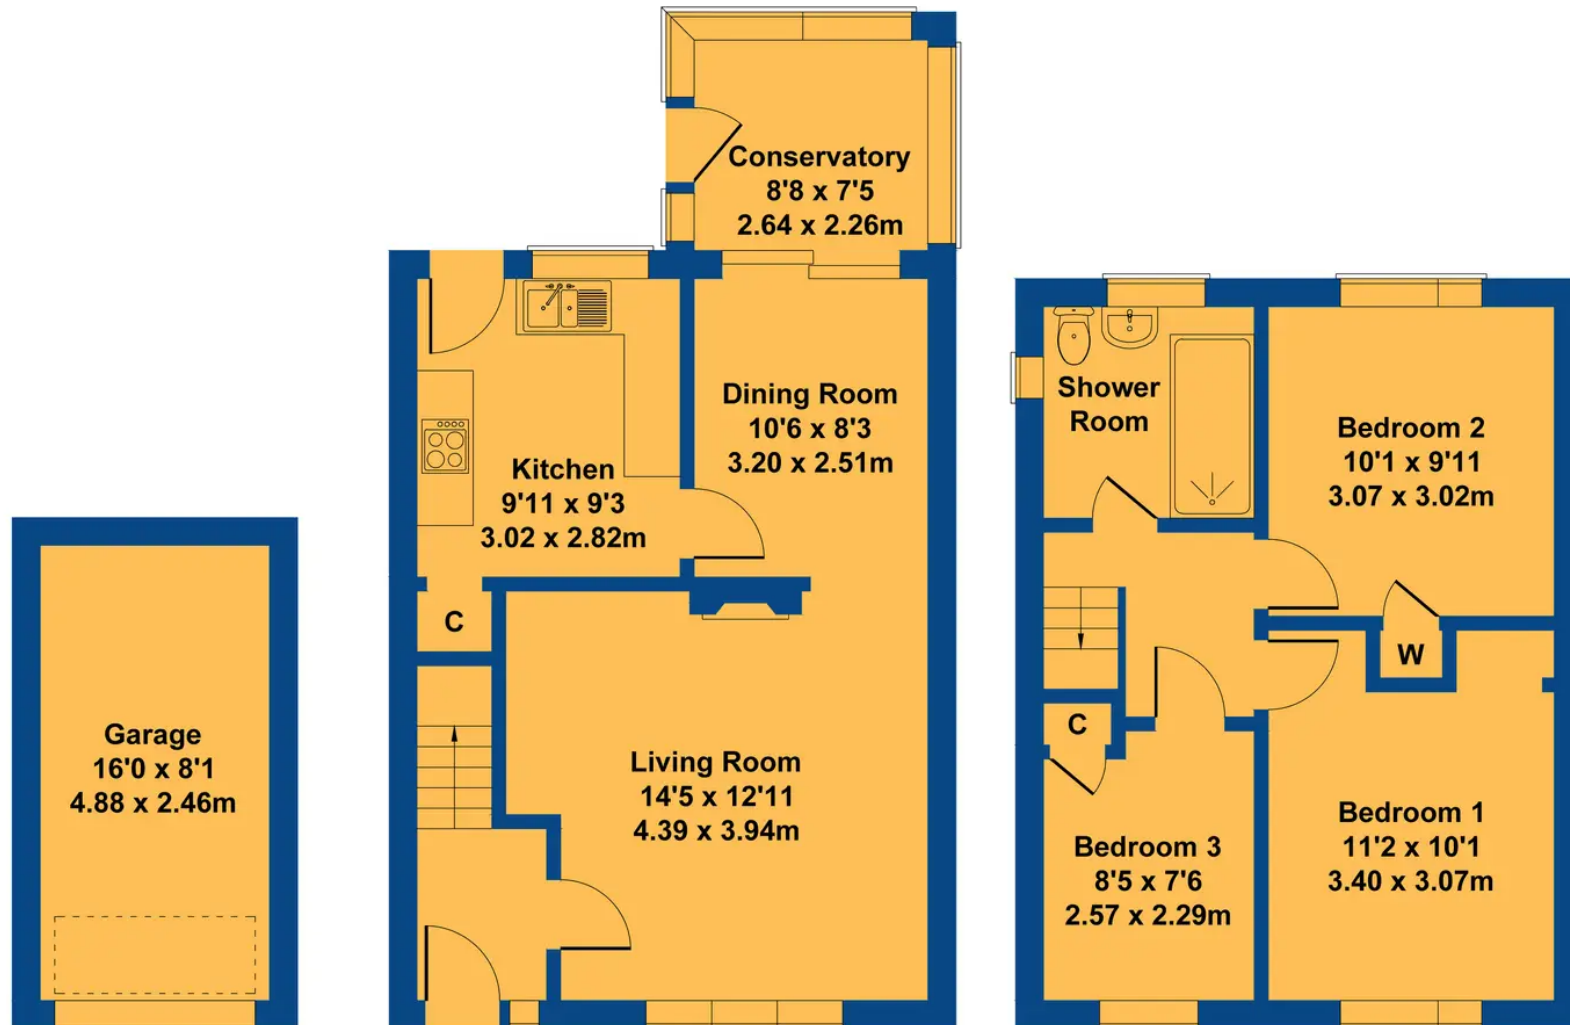 Garage
16'0 x 8'1
4.88 x 2.46m
Conservatory
8'8 x 7'5
2.64 x 2.26m
Dining Room
10'6 x 8'3
3.20 x 2.51m
Kitchen
9'11 x 9'3
3.02 x 2.82m
C
Living Room
14'5 x 12'11
4.39 x 3.94m
Shower
Room
Bedroom 2
10'1 x 9'11
3.07 x 3.02m
W
C
Bedroom 1
11'2 x 10'1
3.40 x 3.07m
Bedroom 3
8'5 x 7'6
2.57 x 2.29m